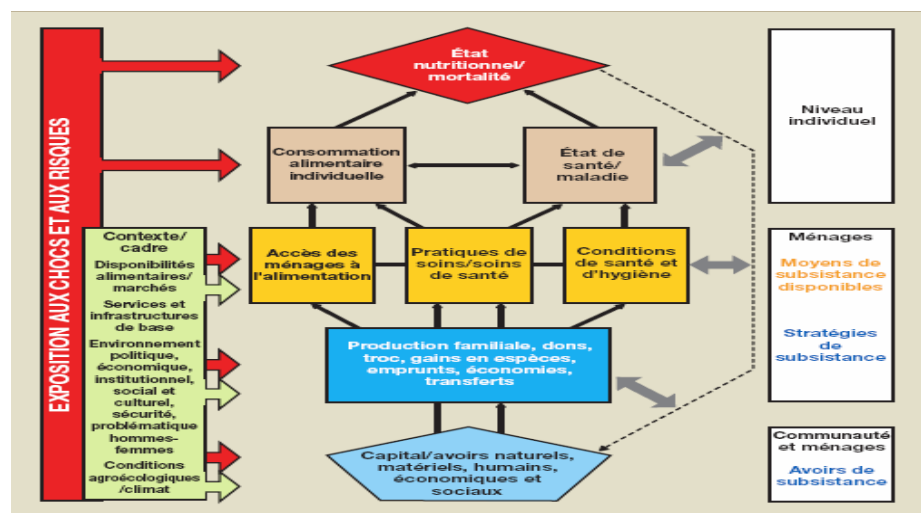 EXPOSITION AUX CHOCS ET AUX RISQUES
État
nutritionnel/
mortalité
Consommation
alimentaire
individuelle
État de
santé/
maladie
Niveau
individuel
Contexte/
cadre
Disponibilités
alimentaires/
marchés
Services et
infrastructures
de base
Environnement
politique,
économique,
institutionnel,
social et
culturel,
sécurité,
problématique
hommes-
femmes
Conditions
agroécologiques
/climat
Accès des
ménages à
l'alimentation
Pratiques de
soins/soins
de santé
Conditions
de santé et
d'hygiène
Ménages
Moyens de
subsistance
disponibles
Stratégies
de
subsistance
Production familiale, dons,
troc, gains en espèces,
emprunts, économies,
transferts
Capital/avoirs naturels,
matériels, humains,
économiques et
sociaux
Communauté
et ménages
Avoirs de
subsistance